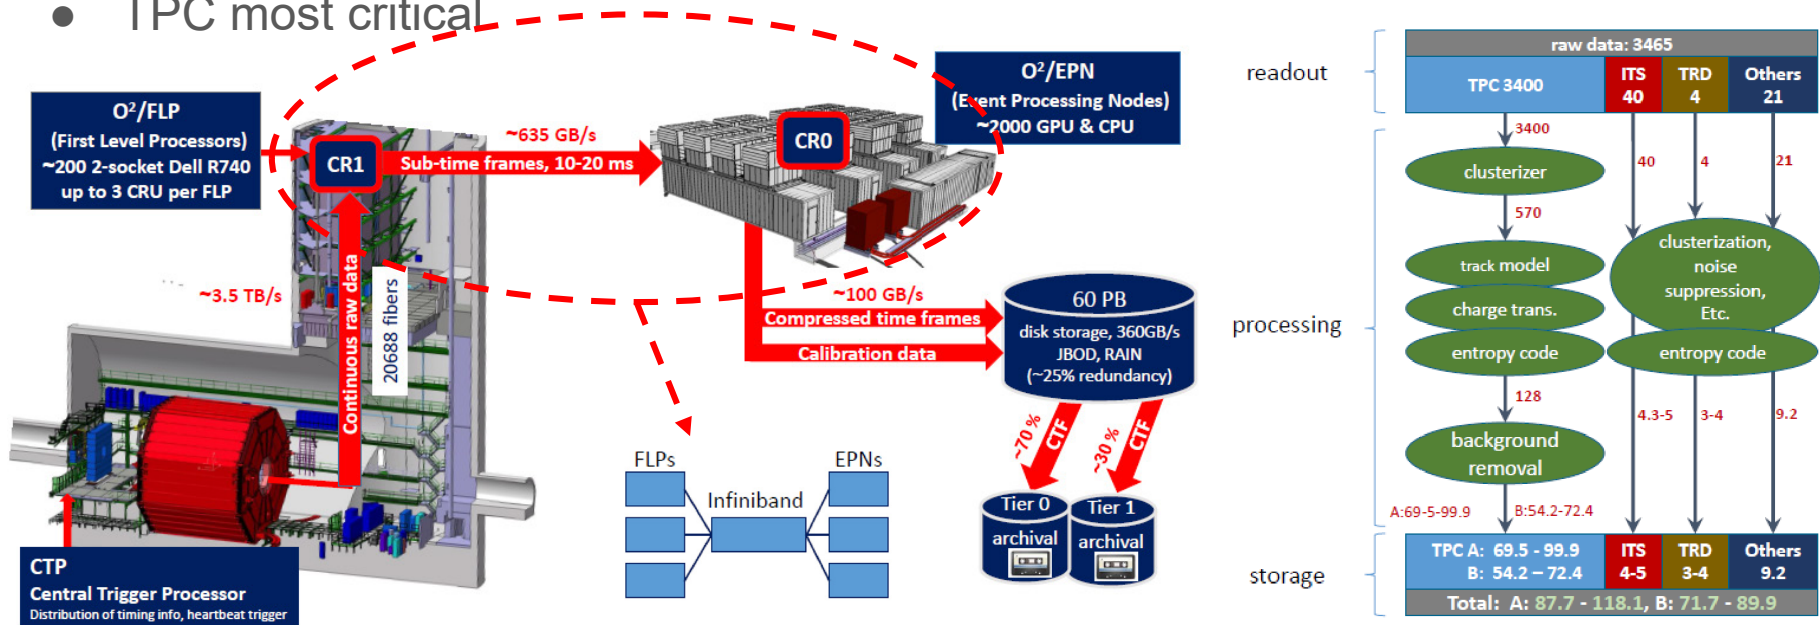 ● TPC most critical
O²/FLP
(First Level Processors)
~200 2-socket Dell R740
up to 3 CRU per FLP
CR1
~635 GB/s
Sub-time frames, 10-20 ms
CR0
O²/EPN
(Event Processing Nodes)
~2000 GPU & CPU
~3.5 TB/s
Continuous raw data
20688 fibers
~100 GB/s
Compressed time frames
Calibration data
60 PB
disk storage, 360GB/s
JBOD, RAIN
(~25% redundancy)
~70 %
CTF
~30 %
CTF
Tier 0
archival
Tier 1
archival
FLPs
Infiniband
EPNs
CTP
Central Trigger Processor
Distribution of timing info, heartbeat trigger
readout
processing
storage
raw data: 3465
TPC 3400
ITS
40
TRD
4
Others
21
3400
40
4
21
clusterizer
570
track model
charge trans.
entropy code
clusterization,
noise
suppression,
Etc.
entropy code
128
4.3-5
3-4
9.2
background
removal
A:69-5-99.9
B:54.2-72.4
TPC A: 69.5 - 99.9
B: 54.2 – 72.4
ITS
4-5
TRD
3-4
Others
9.2
Total: A: 87.7 - 118.1, B: 71.7 - 89.9